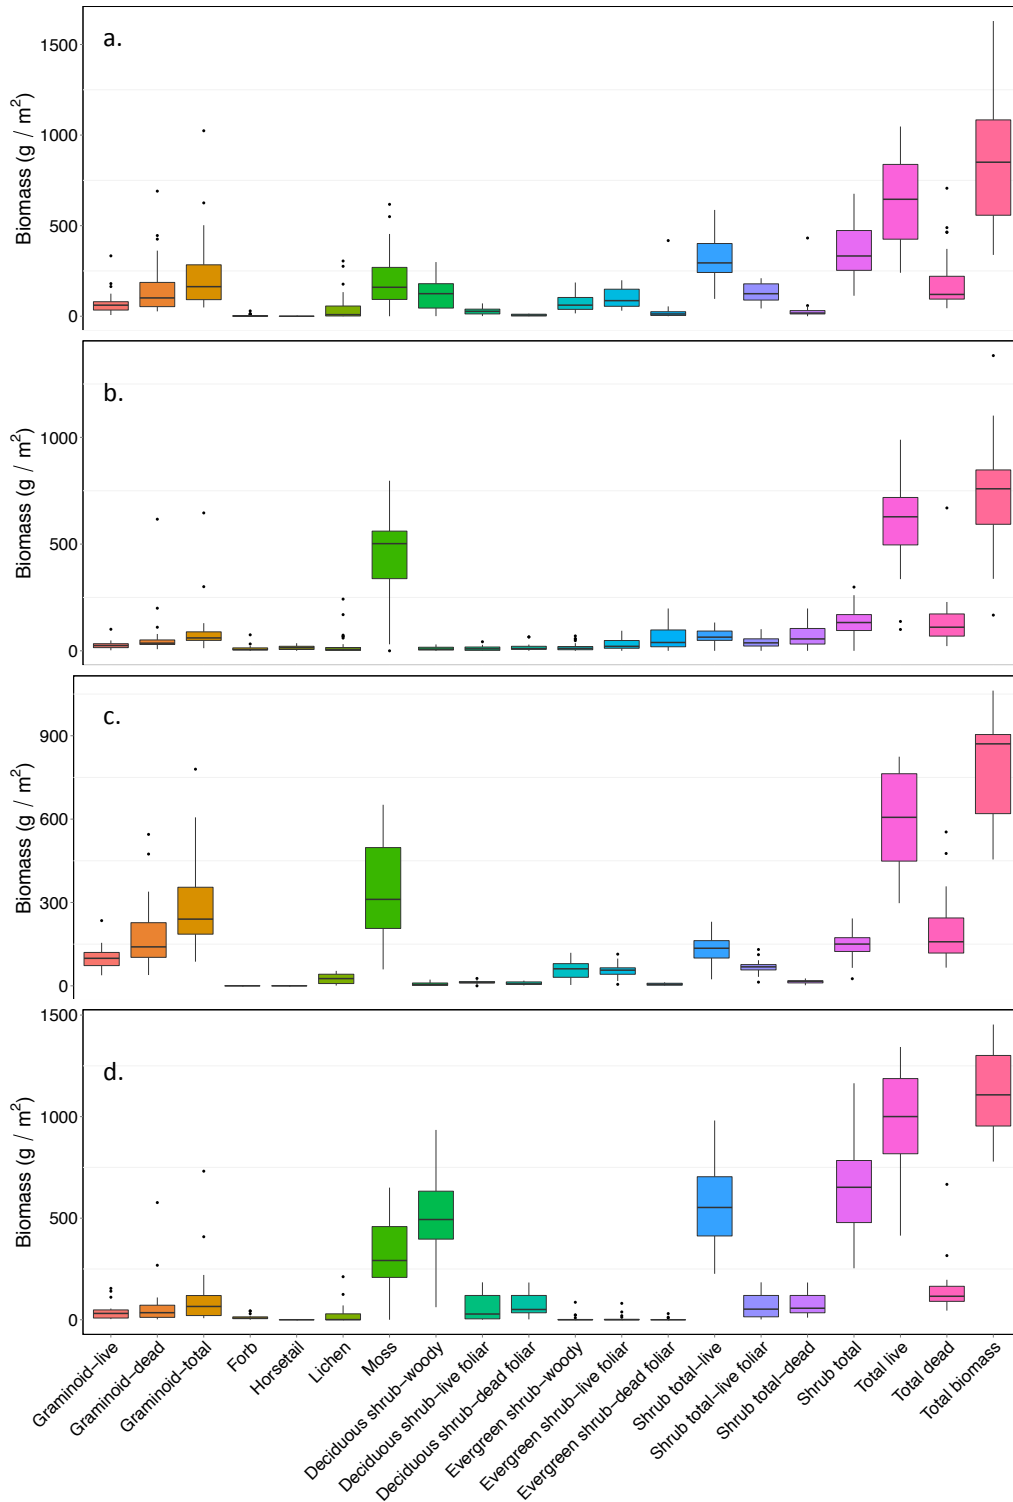 a.
1500
1000
500
0
Biomass (g / m²)
b.
1000
500
0
Biomass (g / m²)
c.
900
600
300
0
Biomass (g / m²)
d.
1500
1000
500
0
Biomass (g / m²)
Graminoid–live
Graminoid–dead
Graminoid–total
Forb
Horsetail
Lichen
Moss
Deciduous shrub–woody
Deciduous shrub–live foliar
Deciduous shrub–dead foliar
Evergreen shrub–woody
Evergreen shrub–live foliar
Evergreen shrub–dead foliar
Shrub total–live
Shrub total–live foliar
Shrub total–dead
Shrub total
Total live
Total dead
Total biomass